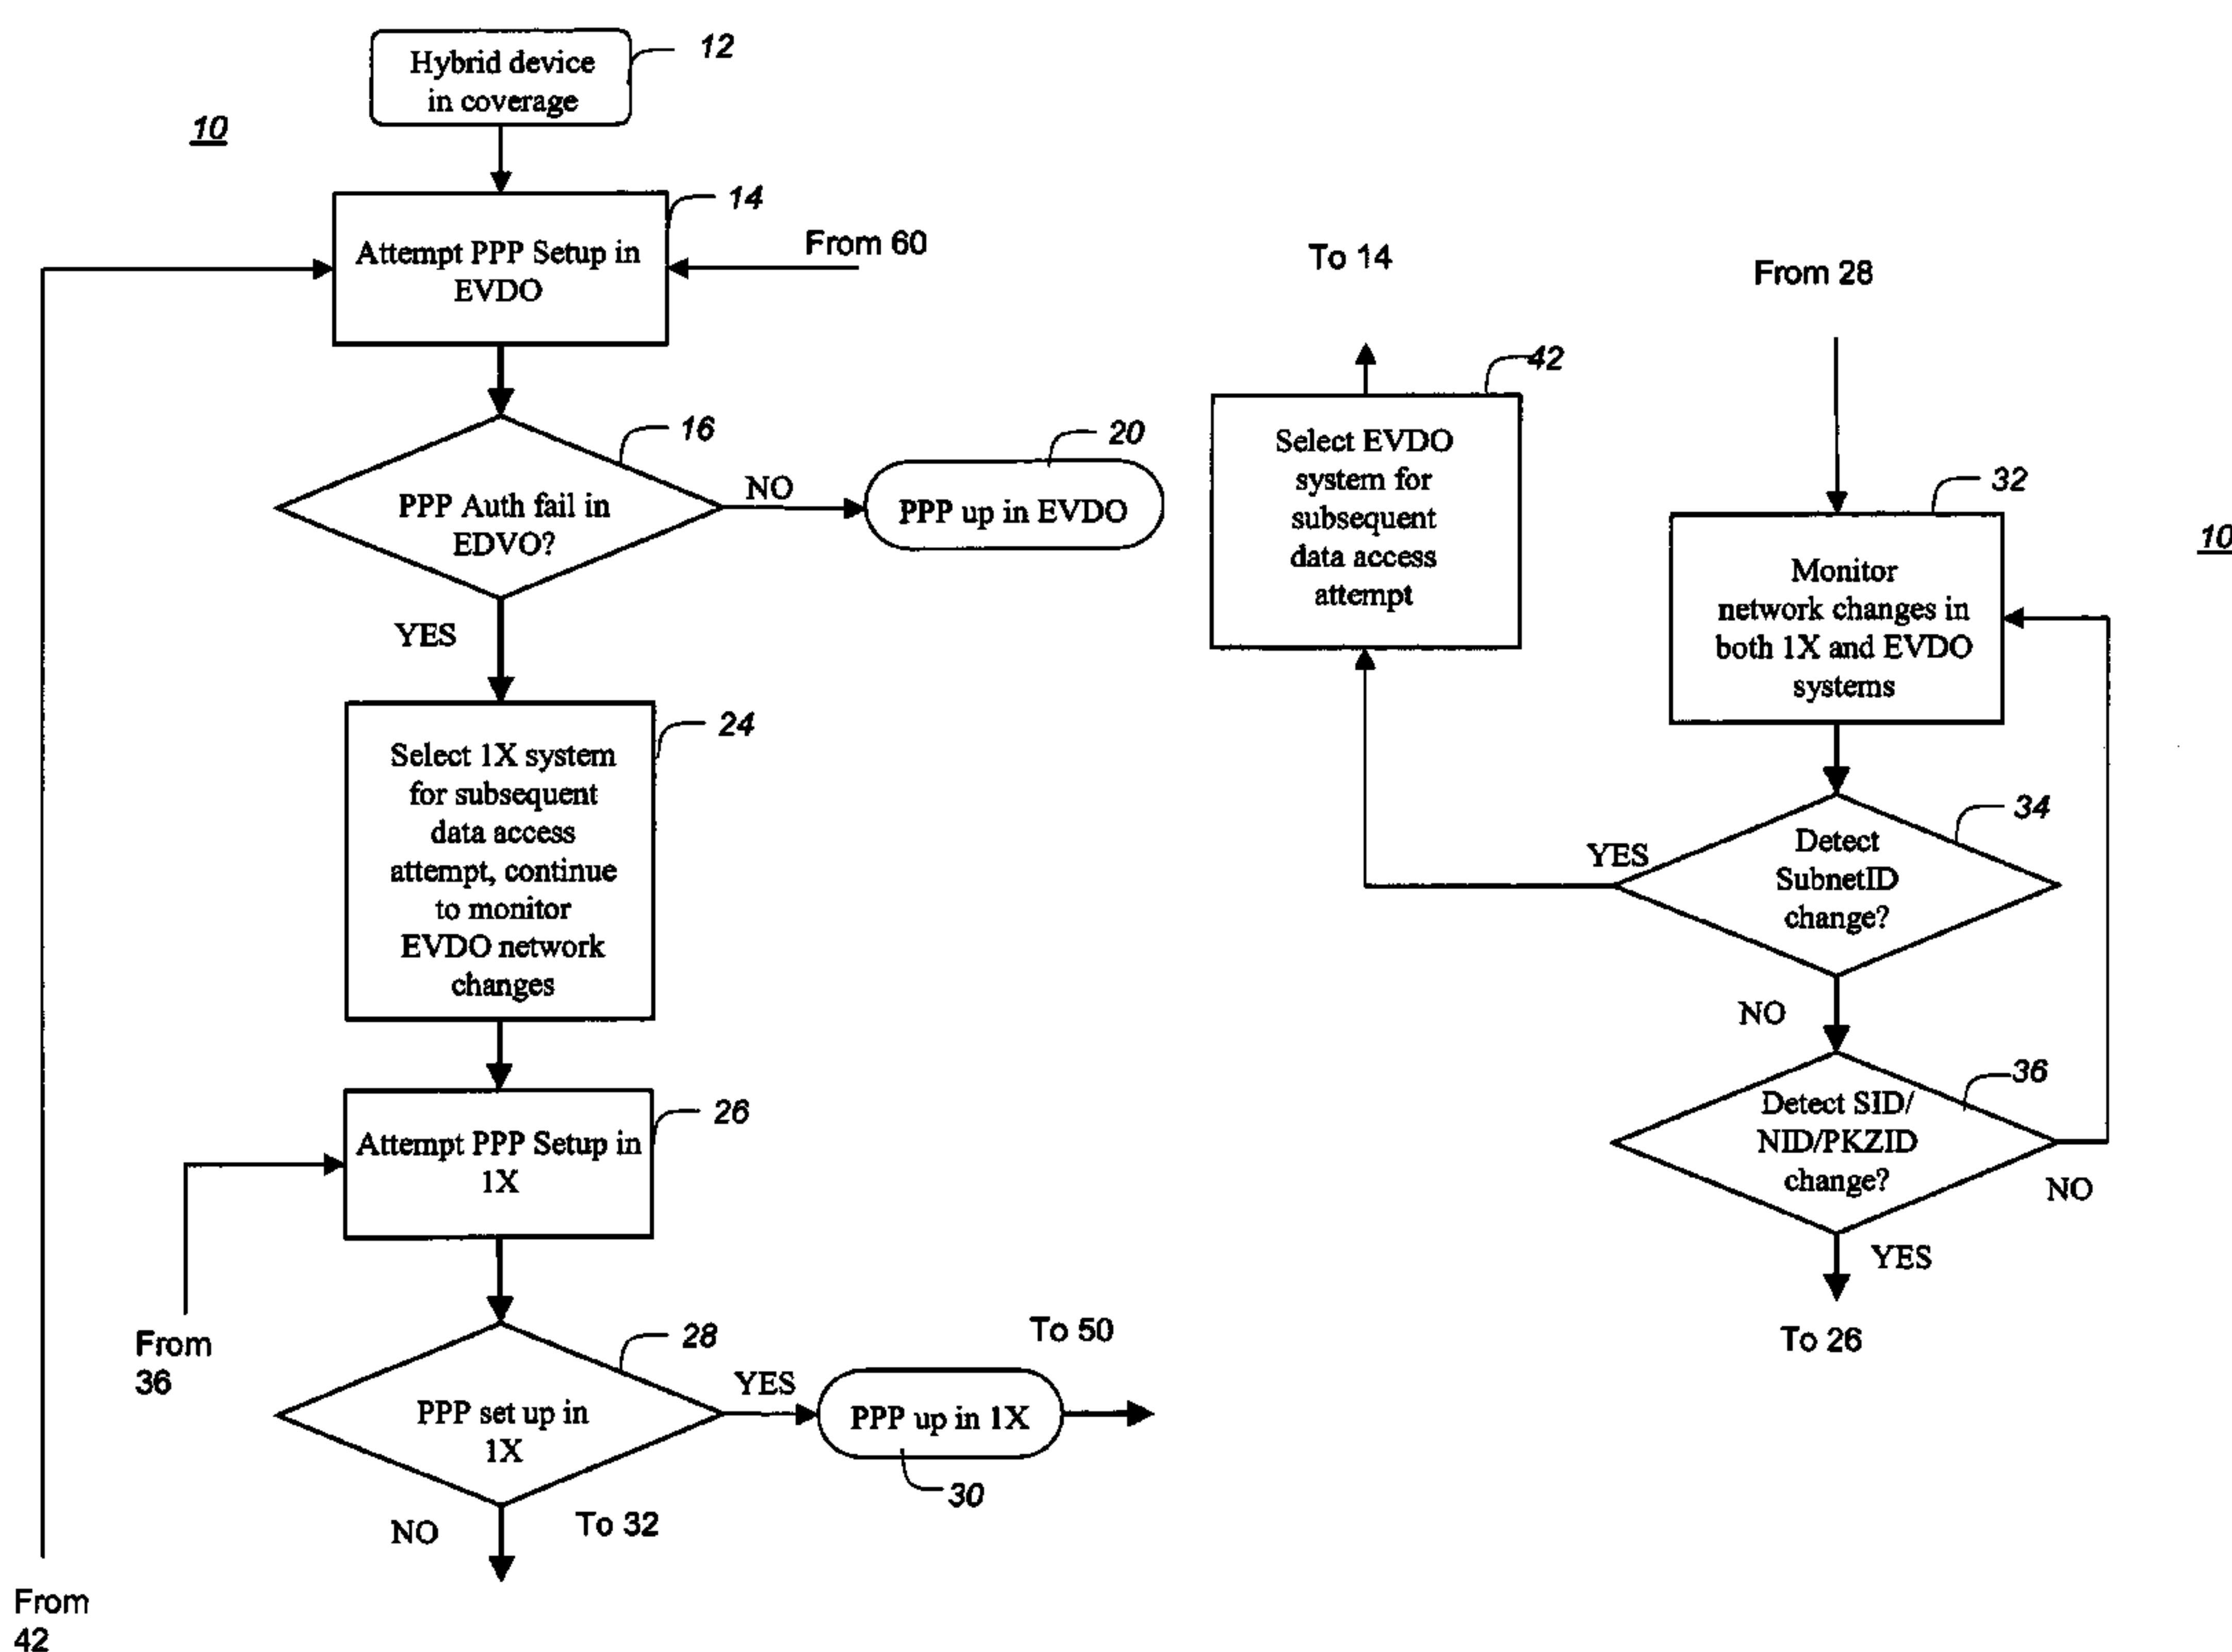 Hybrid device
in coverage
12
10
14
Attempt PPP Setup in
EVDO
From 60
16
PPP Auth fail in
EDVO?
NO
20
PPP up in EVDO
YES
24
Select 1X system
for subsequent
data access
attempt, continue
to monitor
EVDO network
changes
26
Attempt PPP Setup in
1X
From
36
28
PPP set up in
1X
YES
PPP up in 1X
30
To 50
NO
To 32
From
42
To 14
42
Select EVDO
system for
subsequent
data access
attempt
From 28
32
10
Monitor
network changes in
both 1X and EVDO
systems
34
Detect
SubnetID
change?
YES
NO
36
Detect SID/
NID/PKZID
change?
NO
YES
To 26